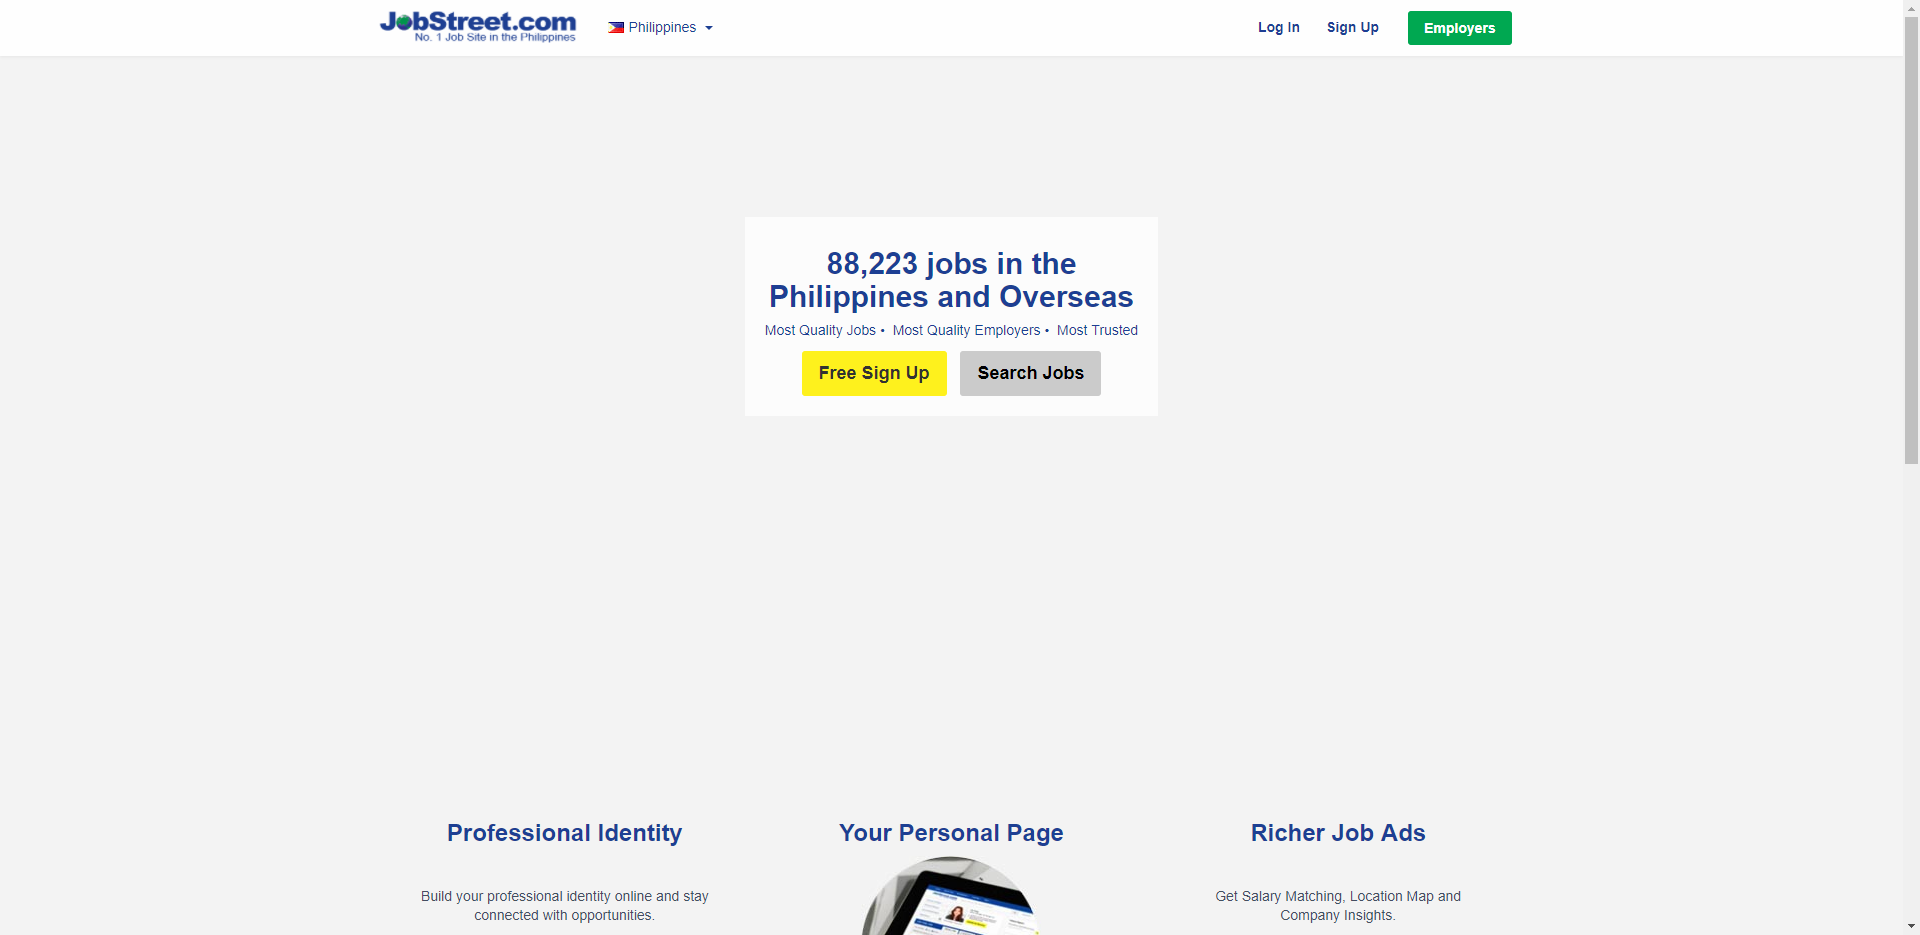 JobStreet.com
No. 1 Job Site in the Philippines
Philippines
Log In
Sign Up
Employers
88,223 jobs in the
Philippines and Overseas
Most Quality Jobs • Most Quality Employers • Most Trusted
Free Sign Up
Search Jobs
Professional Identity
Build your professional identity online and stay
connected with opportunities.
Your Personal Page
Richer Job Ads
Get Salary Matching, Location Map and
Company Insights.